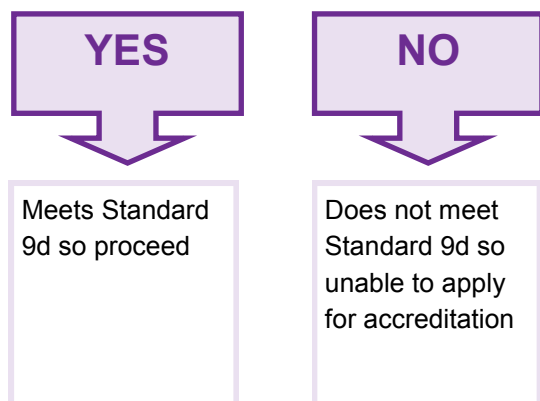 YES
Meets Standard
9d so proceed
NO
Does not meet
Standard 9d so
unable to apply
for accreditation